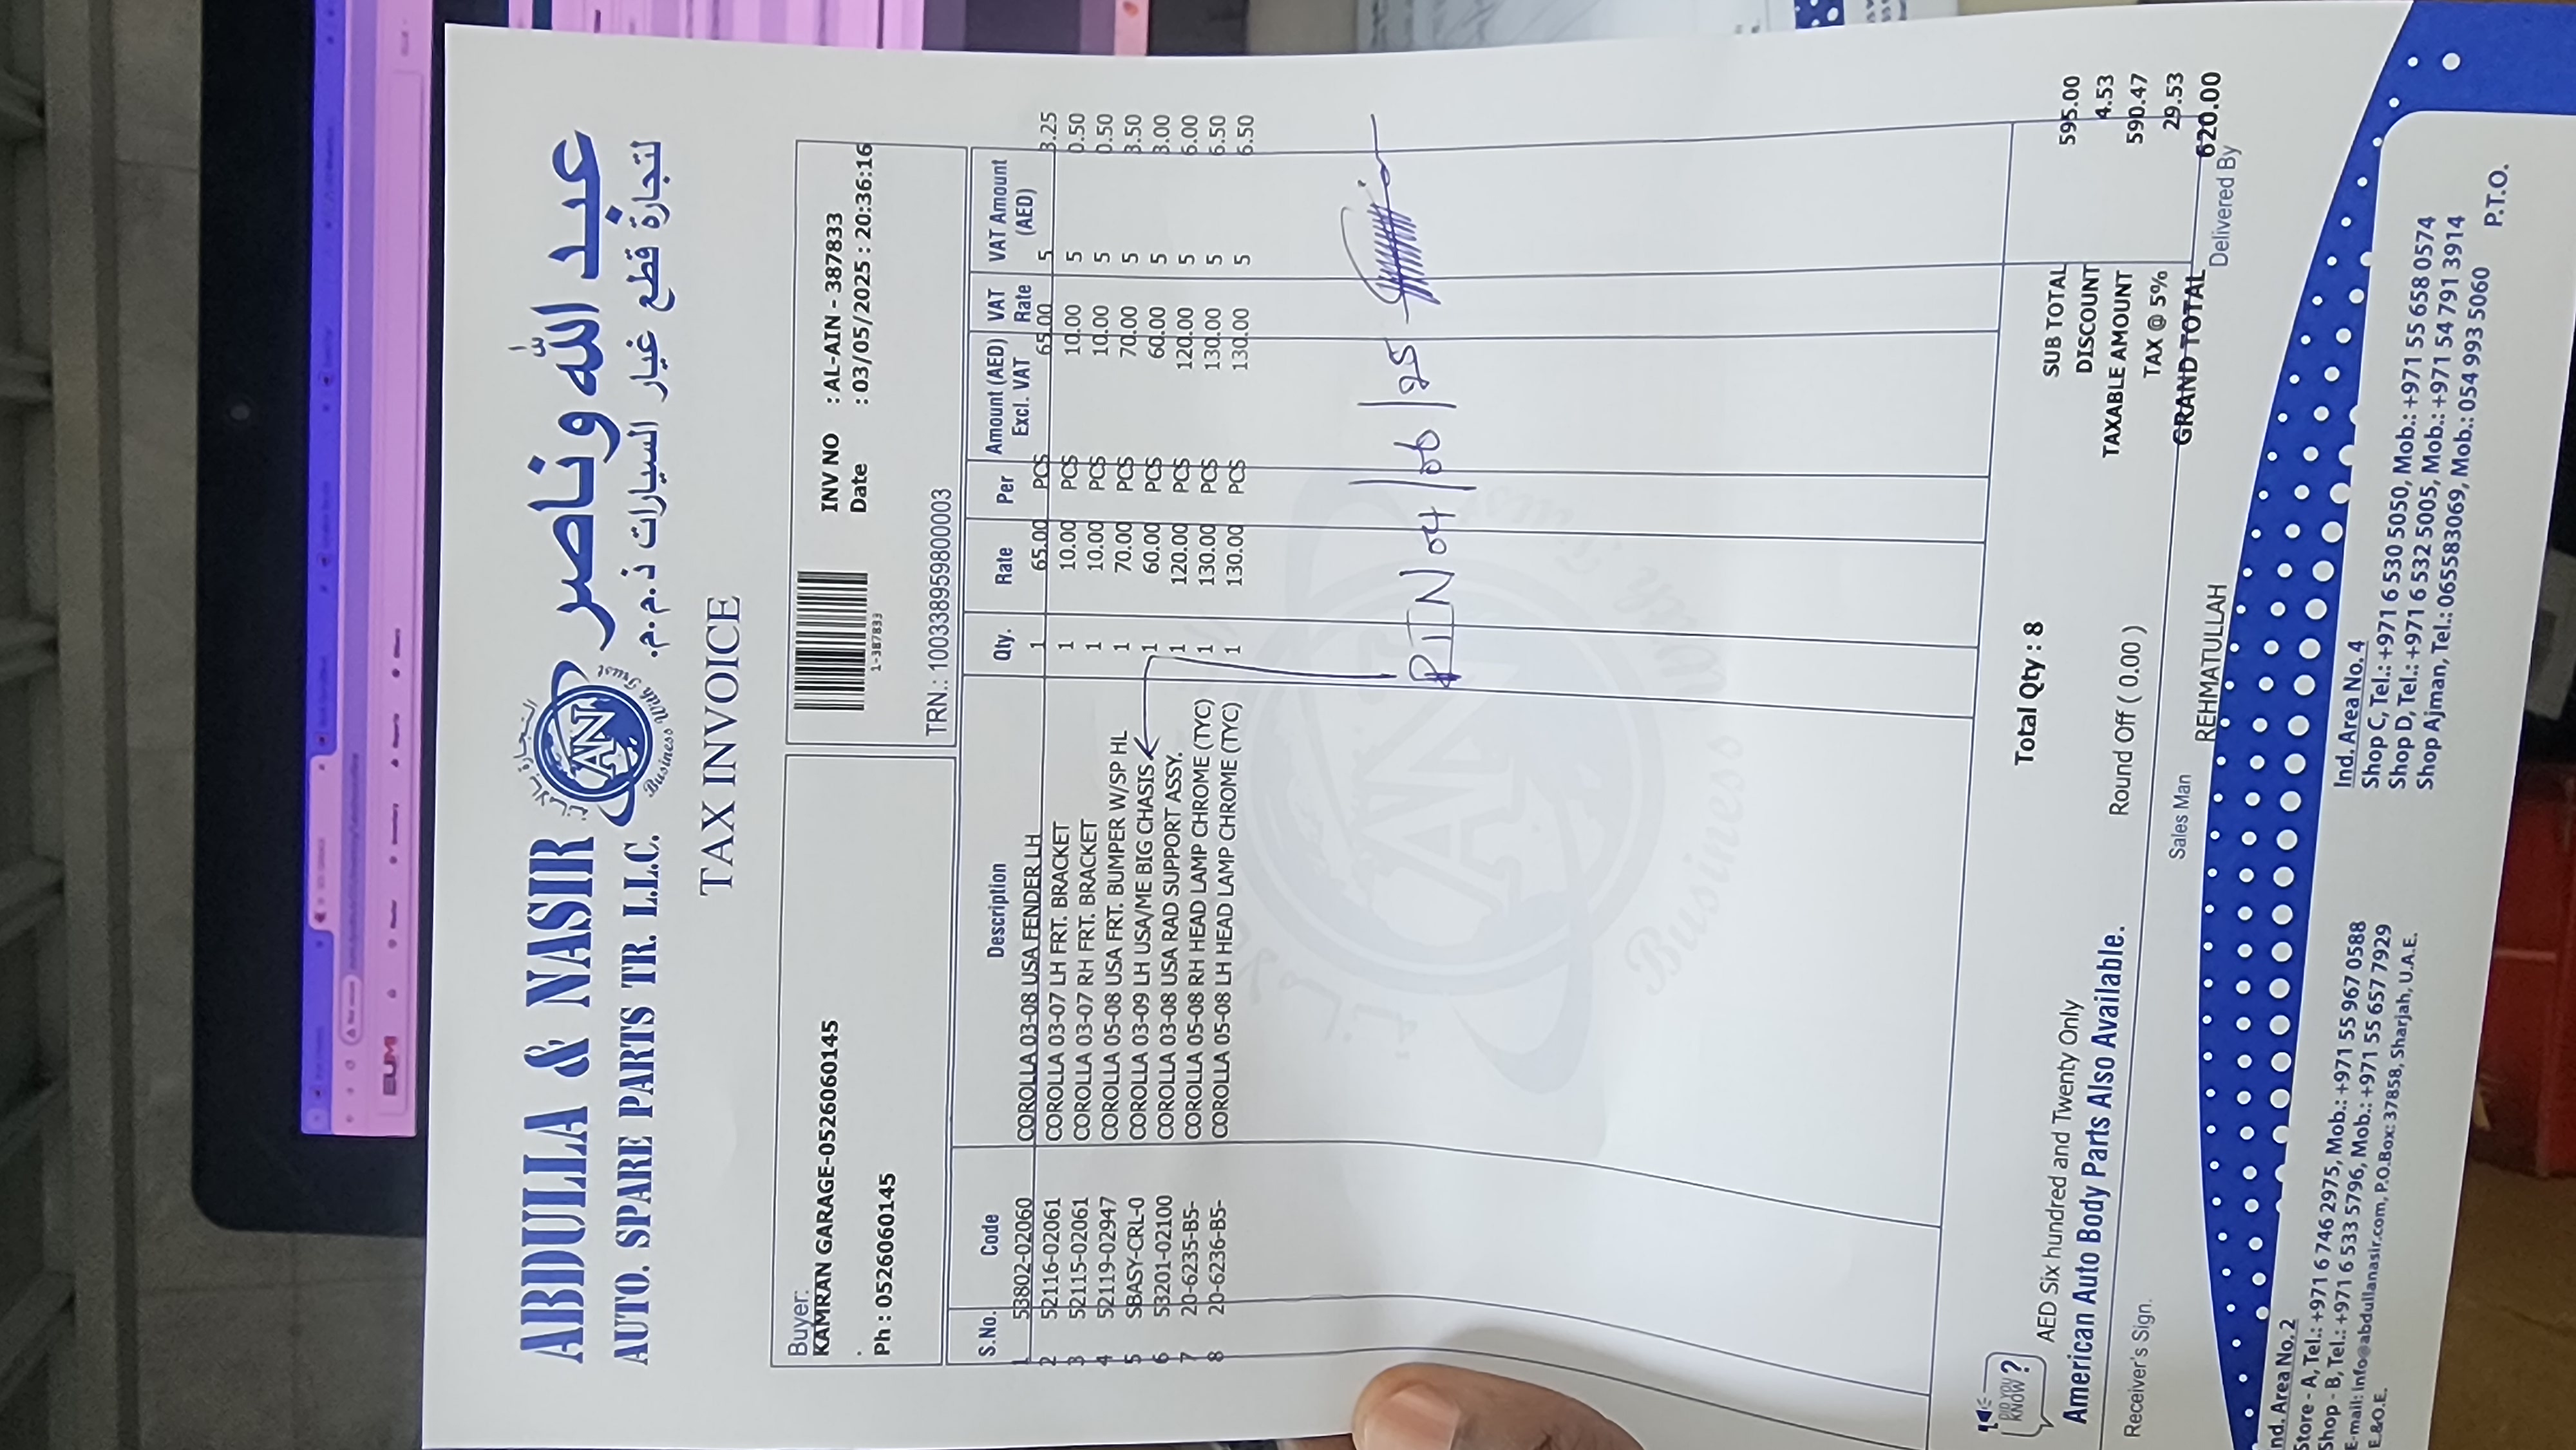 ABDULLA & NASIR
AUTO. SPARE PARTS TR. L.L.C.
AN
Business With Trust
عبد الله وناصر
لتجارة قطع غيار السيارات ذ.م.م.
TAX INVOICE
Buyer:
KAMRAN GARAGE-0526060145
.
Ph : 0526060145
1-387833
INV NO : AL-AIN - 387833
Date : 03/05/2025 : 20:36:16
TRN.: 100338959800003
S.No. Code Description Qty. Rate Per Amount (AED) Excl. VAT VAT Rate VAT Amount (AED)
1 53802-02060 COROLLA 03-08 USA FENDER LH 1 65.00 PCS 65.00 5 3.25
2 52116-02061 COROLLA 03-07 LH FRT. BRACKET 1 10.00 PCS 10.00 5 0.50
3 52115-02061 COROLLA 03-07 RH FRT. BRACKET 1 10.00 PCS 10.00 5 0.50
4 52119-02947 COROLLA 05-08 USA FRT. BUMPER W/SP HL 1 70.00 PCS 70.00 5 3.50
5 SBASY-CRL-0 COROLLA 03-09 LH USA/ME BIG CHASIS 1 60.00 PCS 60.00 5 3.00
6 53201-02100 COROLLA 03-08 USA RAD SUPPORT ASSY. 1 120.00 PCS 120.00 5 6.00
7 20-6235-B5- COROLLA 05-08 RH HEAD LAMP CHROME (TYC) 1 130.00 PCS 130.00 5 6.50
8 20-6236-B5- COROLLA 05-08 LH HEAD LAMP CHROME (TYC) 1 130.00 PCS 130.00 5 6.50
04/06/25
DID YOU KNOW ?
AED Six hundred and Twenty Only
American Auto Body Parts Also Available.
Total Qty : 8
Round Off ( 0.00 )
SUB TOTAL 595.00
DISCOUNT 4.53
TAXABLE AMOUNT 590.47
TAX @ 5% 29.53
GRAND TOTAL 620.00
Receiver's Sign.
Sales Man
REHMATULLAH
Delivered By
Ind. Area No.2
Store - A, Tel.: +971 6 746 2975, Mob.: +971 55 967 0588
Shop - B, Tel.: +971 6 533 5796, Mob.: +971 55 657 7929
E-mail: info@abdullanasir.com, P.O.Box: 37858, Sharjah, U.A.E.
E.&O.E.
Ind. Area No. 4
Shop C, Tel.: +971 6 530 5050, Mob.: +971 55 658 0574
Shop D, Tel.: +971 6 532 5005, Mob.: +971 54 791 3914
Shop Ajman, Tel.: 065583069, Mob.: 054 993 5060
P.T.O.